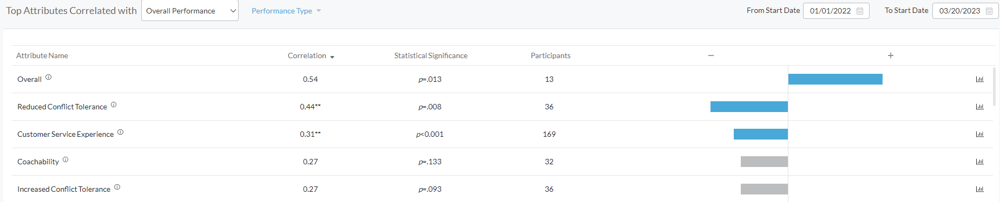 Top Attributes Correlated with Overall Performance Performance Type From Start Date 01/01/2022 To Start Date 03/20/2023
Attribute Name Correlation Statistical Significance Participants − +
Overall 0.54 p=.013 13
Reduced Conflict Tolerance 0.44** p=.008 36
Customer Service Experience 0.31** p<0.001 169
Coachability 0.27 p=.133 32
Increased Conflict Tolerance 0.27 p=.093 36